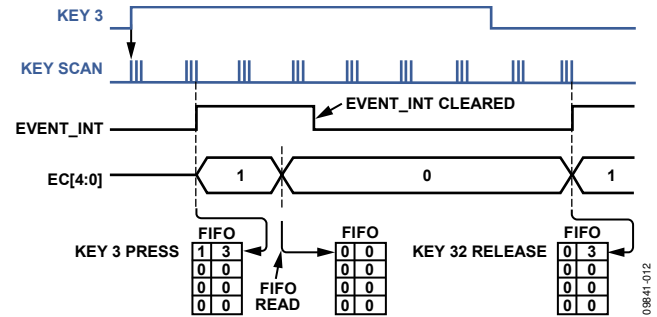 KEY 3
KEY SCAN
EVENT_INT CLEARED
EVENT_INT
EC[4:0]
1 0 1
FIFO FIFO FIFO
KEY 3 PRESS 1 3 0 0 KEY 32 RELEASE 0 3
0 0 0 0 0 0
0 0 FIFO 0 0 0 0
0 0 READ 0 0 0 0
09841-012